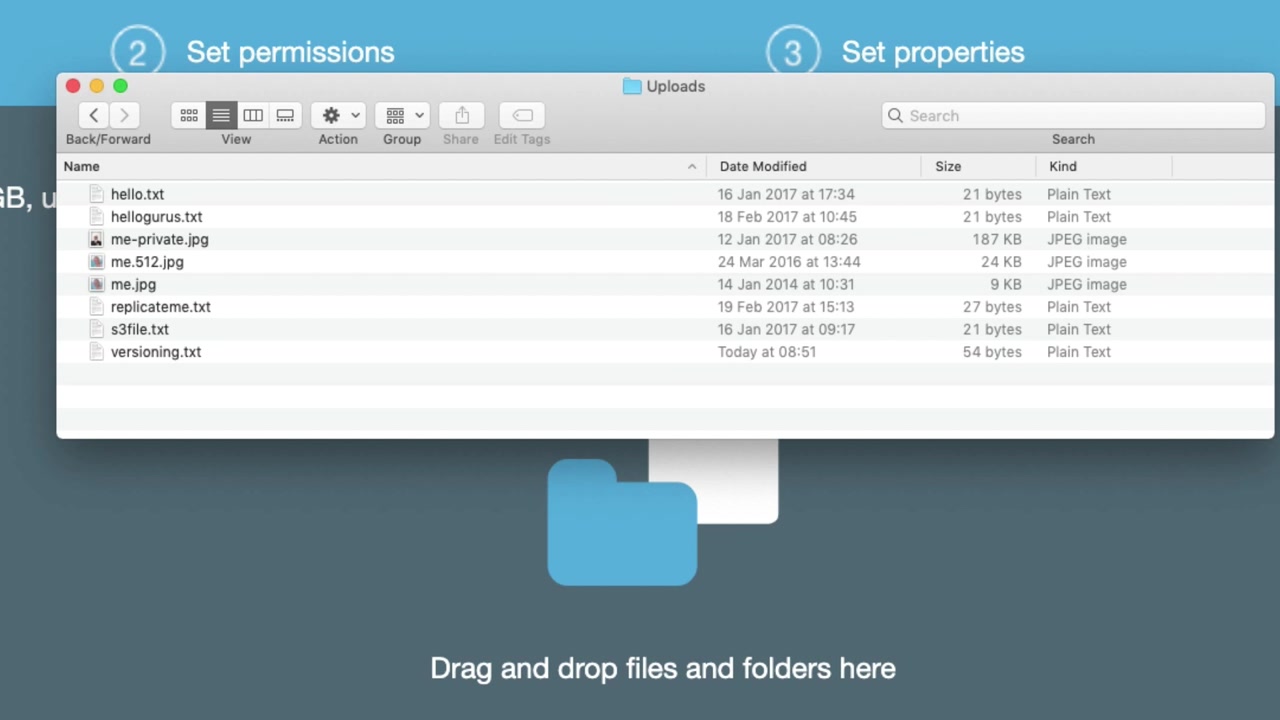 2 Set permissions 3 Set properties
Uploads
Search
Back/Forward View Action Group Share Edit Tags Search
Name Date Modified Size Kind
GB, u
hello.txt 16 Jan 2017 at 17:34 21 bytes Plain Text
hellogurus.txt 18 Feb 2017 at 10:45 21 bytes Plain Text
me-private.jpg 12 Jan 2017 at 08:26 187 KB JPEG image
me.512.jpg 24 Mar 2016 at 13:44 24 KB JPEG image
me.jpg 14 Jan 2014 at 10:31 9 KB JPEG image
replicateme.txt 19 Feb 2017 at 15:13 27 bytes Plain Text
s3file.txt 16 Jan 2017 at 09:17 21 bytes Plain Text
versioning.txt Today at 08:51 54 bytes Plain Text
Drag and drop files and folders here